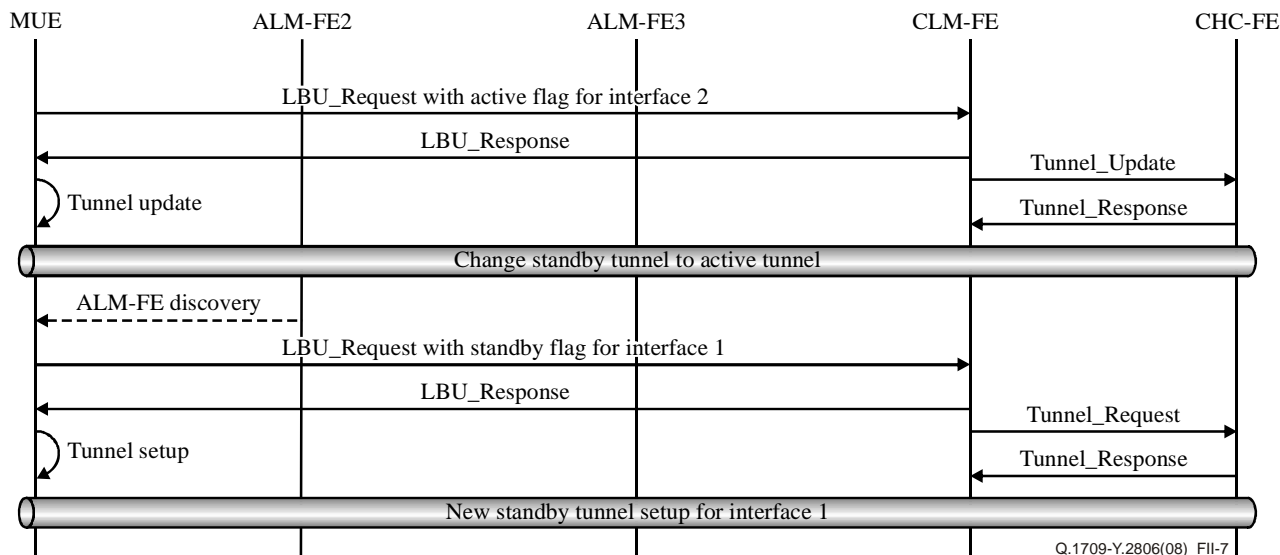 MUE ALM-FE2 ALM-FE3 CLM-FE CHC-FE
LBU_Request with active flag for interface 2
LBU_Response
Tunnel_Update
Tunnel update
Tunnel_Response
Change standby tunnel to active tunnel
ALM-FE discovery
LBU_Request with standby flag for interface 1
LBU_Response
Tunnel_Request
Tunnel setup
Tunnel_Response
New standby tunnel setup for interface 1
Q.1709-Y.2806(08)_FII-7